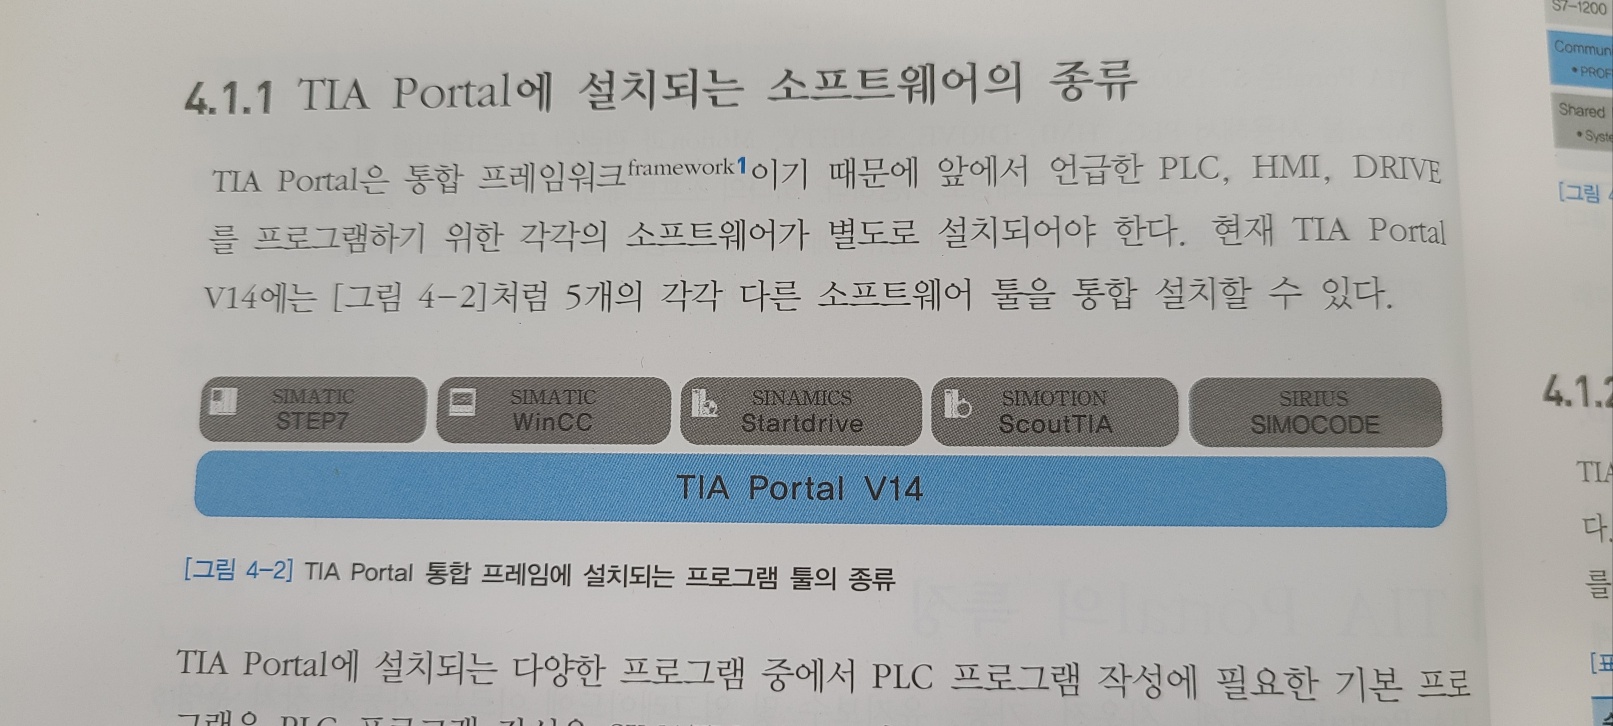 4.1.1 TIA Portal에 설치되는 소프트웨어의 종류
TIA Portal은 통합 프레임워크framework1이기 때문에 앞에서 언급한 PLC, HMI, DRIVE
를 프로그램하기 위한 각각의 소프트웨어가 별도로 설치되어야 한다. 현재 TIA Portal
V14에는 [그림 4-2]처럼 5개의 각각 다른 소프트웨어 툴을 통합 설치할 수 있다.
SIMATIC
STEP7
SIMATIC
WinCC
SINAMICS
Startdrive
SIMOTION
ScoutTIA
SIRIUS
SIMOCODE
TIA Portal V14
[그림 4-2] TIA Portal 통합 프레임에 설치되는 프로그램 툴의 종류
TIA Portal에 설치되는 다양한 프로그램 중에서 PLC 프로그램 작성에 필요한 기본 프로
S7-1200
Commun
•PROF
Shared
•Syste
[그림
4.1.2
TIA
다.
를
[표